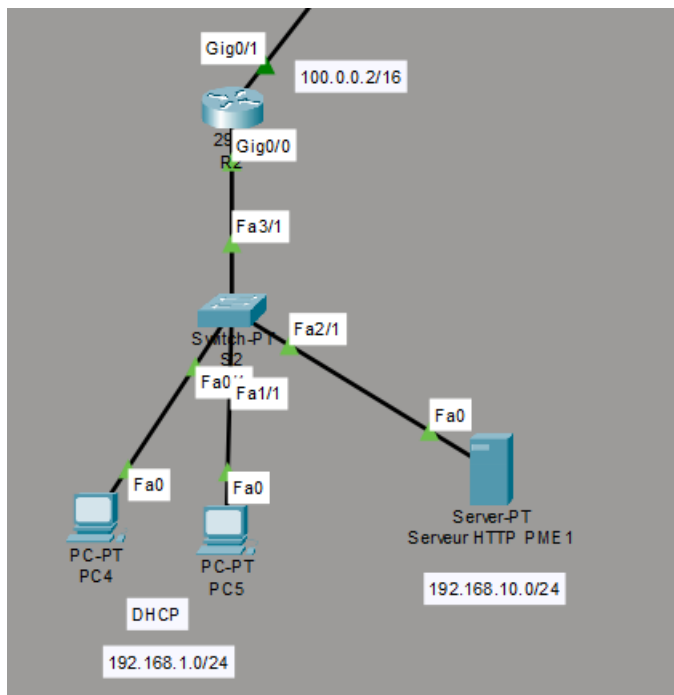 Gig0/1
100.0.0.2/16
Gig0/0
R2
Fa3/1
Switch-PT
S2
Fa2/1
Fa1/1
Fa0
Fa0
Fa0
PC-PT
PC4
PC-PT
PC5
Server-PT
Serveur HTTP PME1
DHCP
192.168.10.0/24
192.168.1.0/24